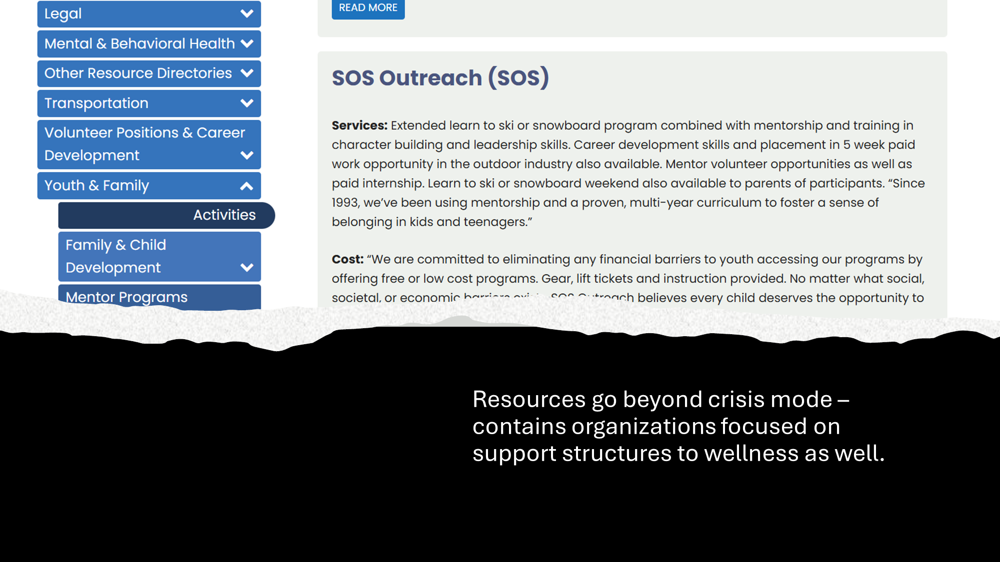 Legal
Mental & Behavioral Health
Other Resource Directories
Transportation
Volunteer Positions & Career
Development
Youth & Family
Activities
Family & Child
Development
Mentor Programs
READ MORE
SOS Outreach (SOS)
Services: Extended learn to ski or snowboard program combined with mentorship and training in
character building and leadership skills. Career development skills and placement in 5 week paid
work opportunity in the outdoor industry also available. Mentor volunteer opportunities as well as
paid internship. Learn to ski or snowboard weekend also available to parents of participants. “Since
1993, we’ve been using mentorship and a proven, multi-year curriculum to foster a sense of
belonging in kids and teenagers.”
Cost: “We are committed to eliminating any financial barriers to youth accessing our programs by
offering free or low cost programs. Gear, lift tickets and instruction provided. No matter what social,
societal, or economic barriers SOS Outreach believes every child deserves the opportunity to
Resources go beyond crisis mode –
contains organizations focused on
support structures to wellness as well.